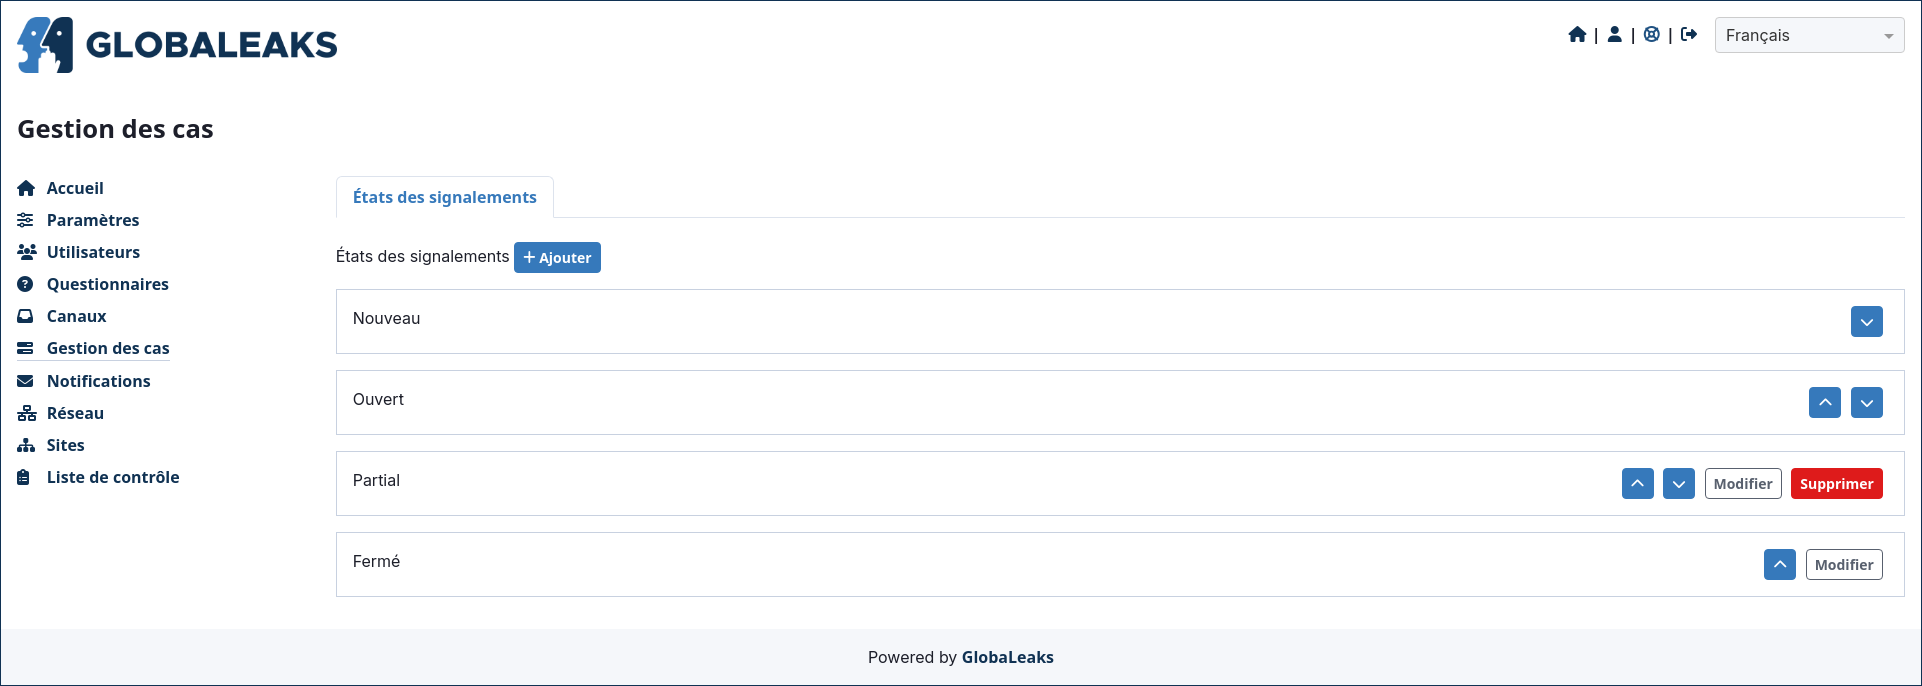 GLOBALEAKS
| | | Français
Gestion des cas
Accueil
Paramètres
Utilisateurs
Questionnaires
Canaux
Gestion des cas
Notifications
Réseau
Sites
Liste de contrôle
États des signalements
États des signalements + Ajouter
Nouveau
Ouvert
Partial Modifier Supprimer
Fermé Modifier
Powered by GlobaLeaks